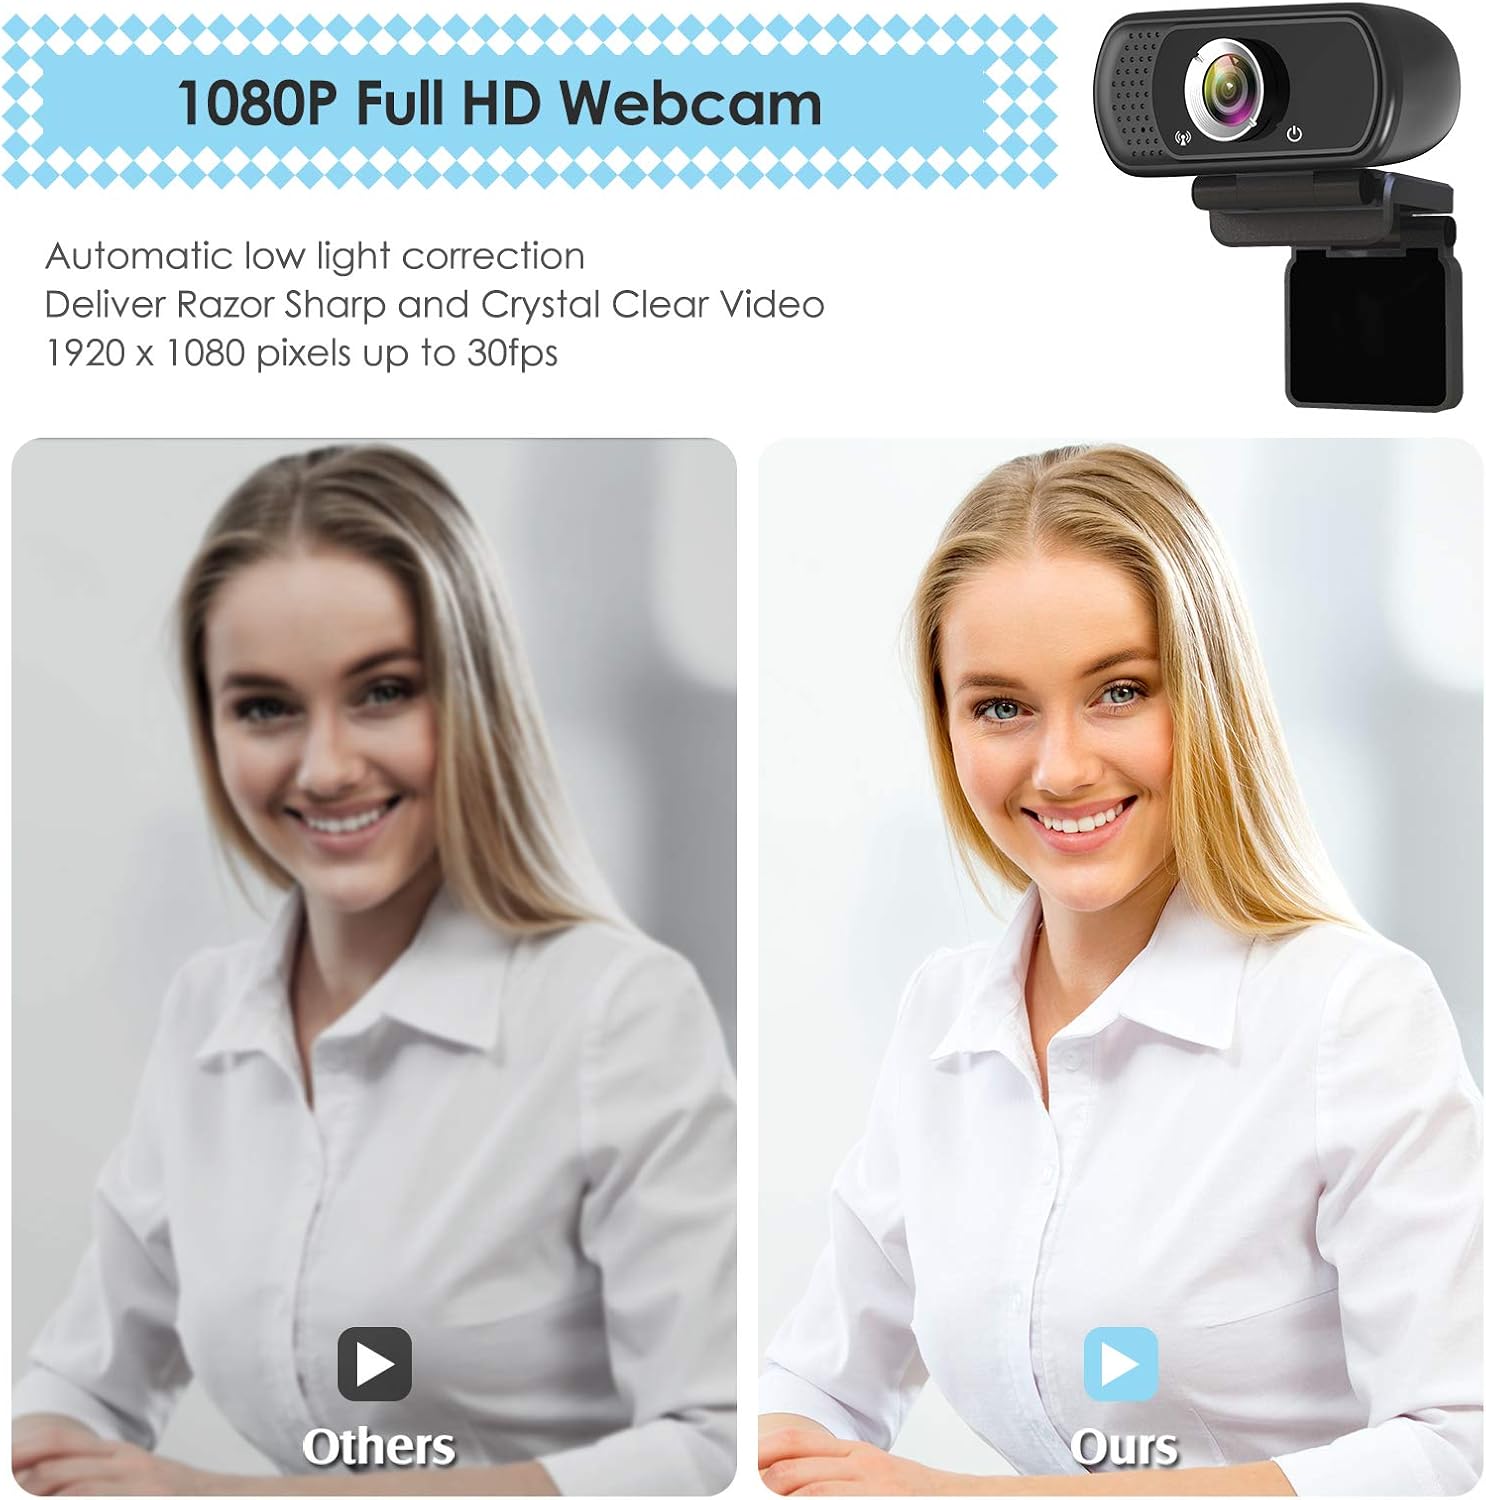 1080P Full HD Webcam
Automatic low light correction
Deliver Razor Sharp and Crystal Clear Video
1920 x 1080 pixels up to 30fps
Others
Ours